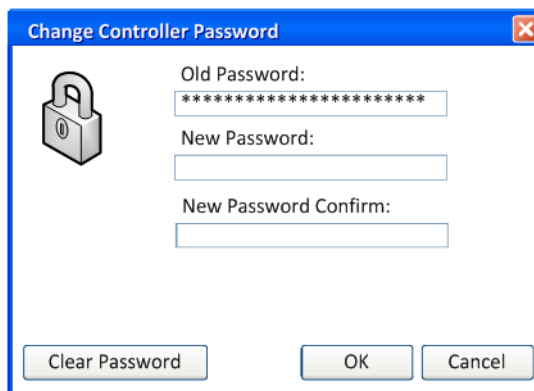 Change Controller Password
Old Password:
***********************
New Password:
New Password Confirm:
Clear Password OK Cancel